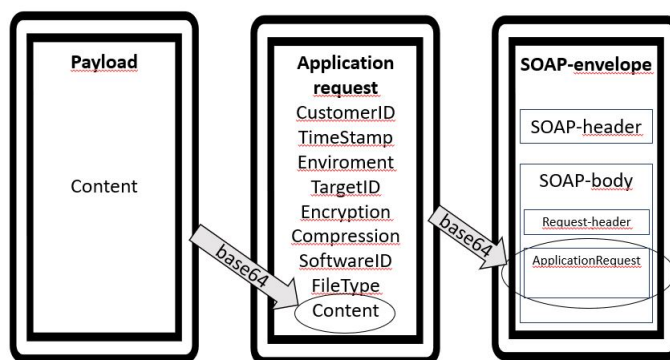 Payload
Content
base64
Application
request
CustomerID
TimeStamp
Enviroment
TargetID
Encryption
Compression
SoftwareID
FileType
Content
base64
SOAP-envelope
SOAP-header
SOAP-body
Request-header
ApplicationRequest